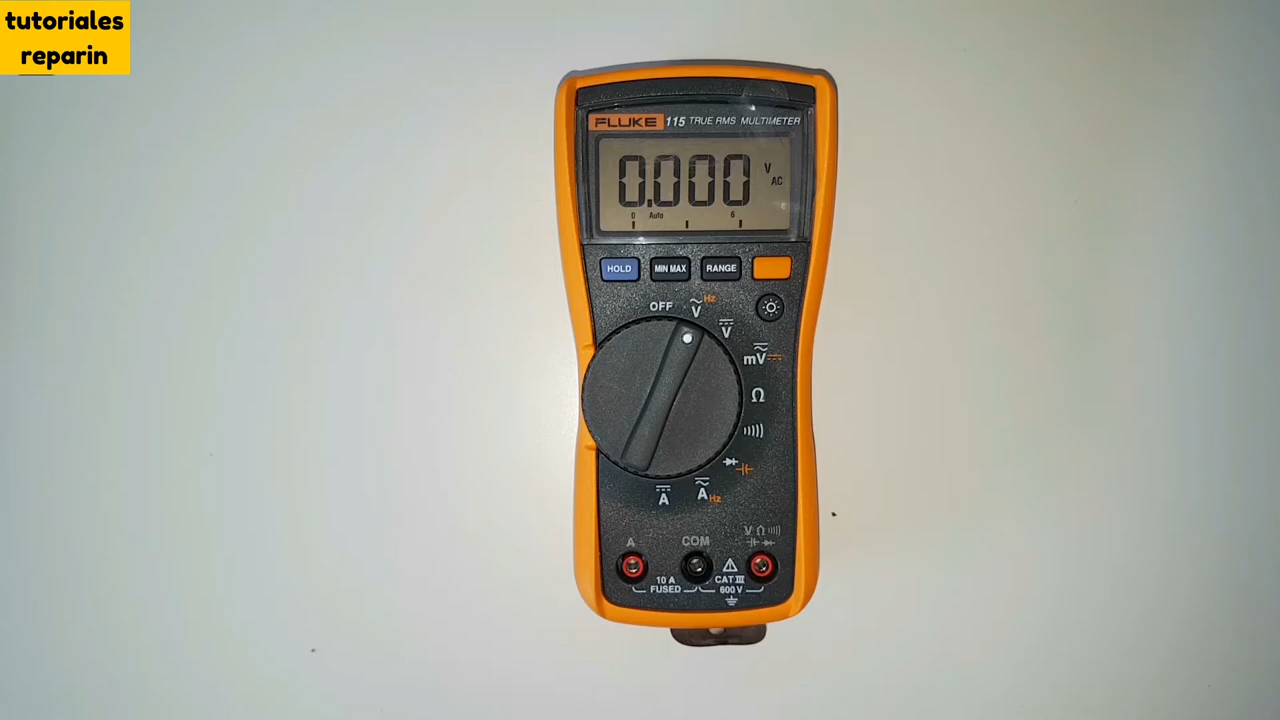 tutoriales
reparin
FLUKE 115 TRUE RMS MULTIMETER
0.000 V AC
0 Auto 6
HOLD MIN MAX RANGE
OFF
V Hz
V
mV
Ω
A
A Hz
A COM V Ω
10 A FUSED
CAT III 600 V